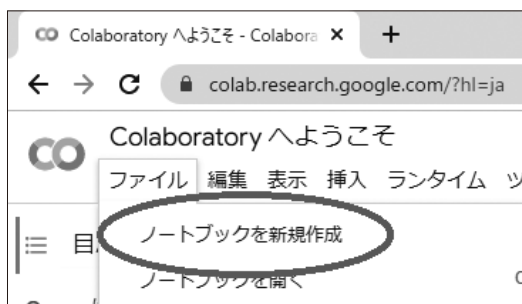 Colaboratory へようこそ - Colabora
colab.research.google.com/?hl=ja
Colaboratory へようこそ
ファイル 編集 表示 挿入 ランタイム ツ
目
ノートブックを新規作成
ノートブックを開く